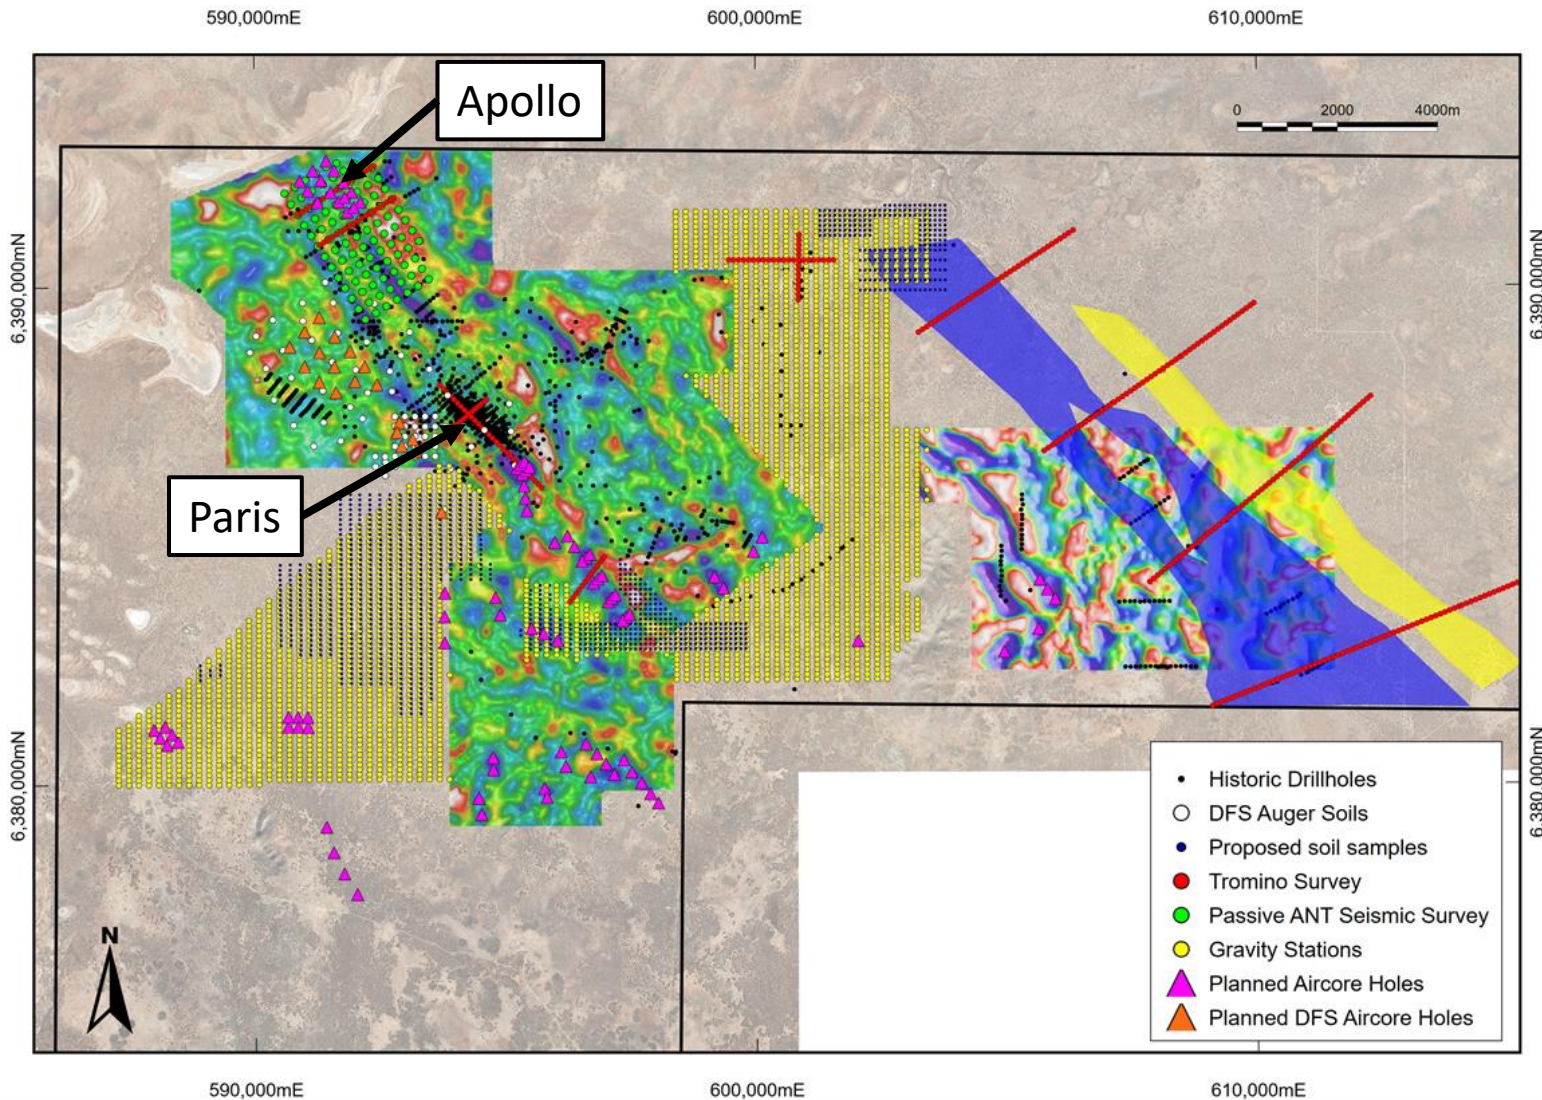 590,000mE 600,000mE 610,000mE
Apollo
0 2000 4000m
6,390,000mN 6,390,000mN
Paris
6,380,000mN 6,380,000mN
Historic Drillholes
DFS Auger Soils
Proposed soil samples
Tromino Survey
Passive ANT Seismic Survey
Gravity Stations
Planned Aircore Holes
Planned DFS Aircore Holes
N
590,000mE 600,000mE 610,000mE